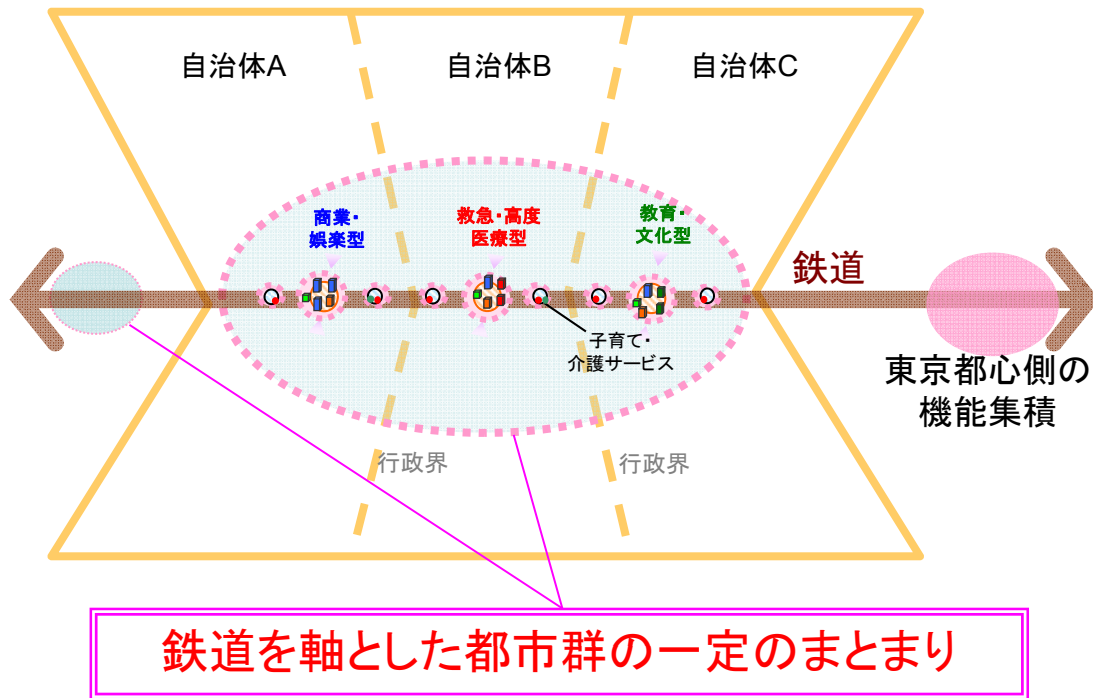 自治体A
自治体B
自治体C
商業・
娯楽型
救急・高度
医療型
教育・
文化型
鉄道
子育て・
介護サービス
東京都心側の
機能集積
行政界
行政界
鉄道を軸とした都市群の一定のまとまり